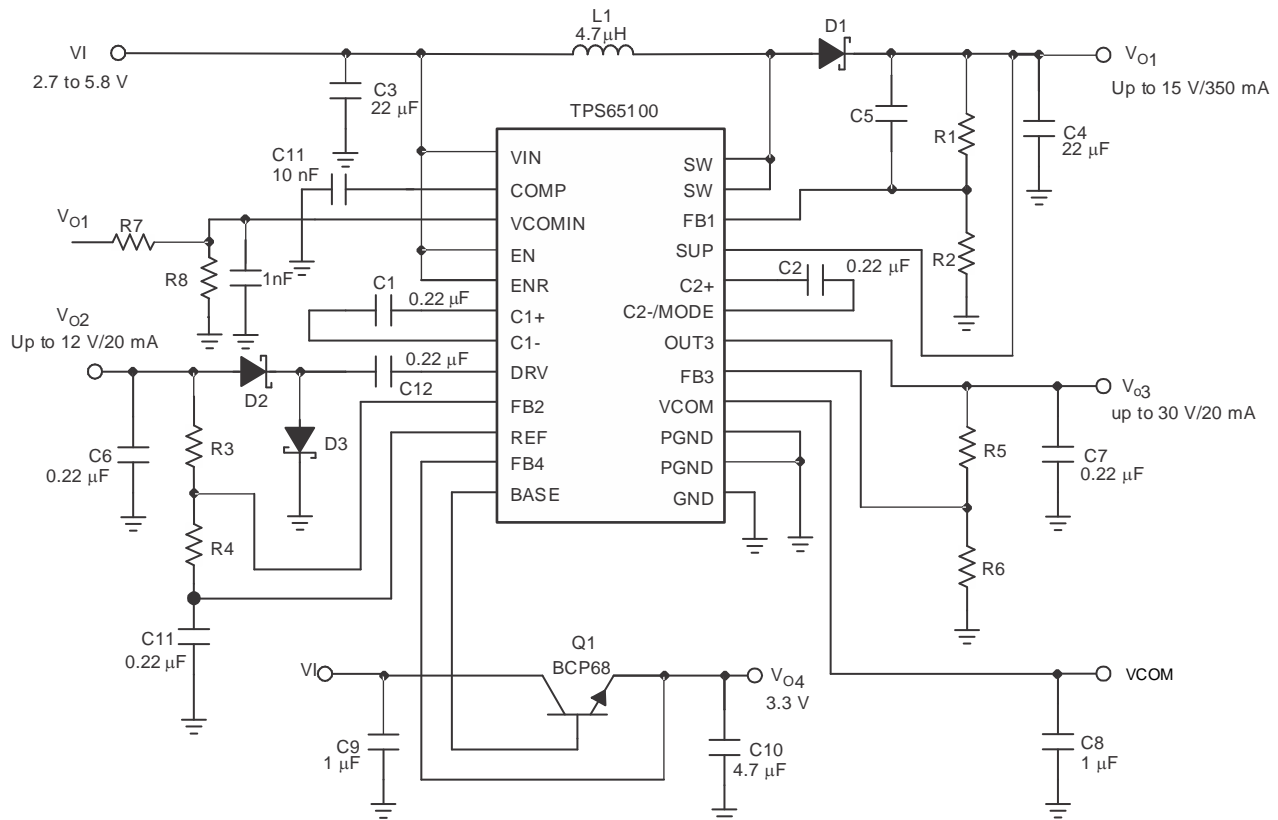 L1
4.7μH
D1
VI
2.7 to 5.8 V
VO1
Up to 15 V/350 mA
C3
22 μF
C5
R1
C4
22 μF
TPS65100
C11
10 nF
VIN
COMP
VCOMIN
EN
ENR
C1+
C1-
DRV
FB2
REF
FB4
BASE
SW
SW
FB1
SUP
C2+
C2-/MODE
OUT3
FB3
VCOM
PGND
PGND
GND
VO1
R7
R8
1nF
R2
C2
0.22 μF
C1
0.22 μF
VO2
Up to 12 V/20 mA
0.22 μF
C12
D2
D3
C6
0.22 μF
R3
R4
C11
0.22 μF
Vo3
up to 30 V/20 mA
R5
C7
0.22 μF
R6
Q1
BCP68
VI
VO4
3.3 V
C9
1 μF
C10
4.7 μF
VCOM
C8
1 μF